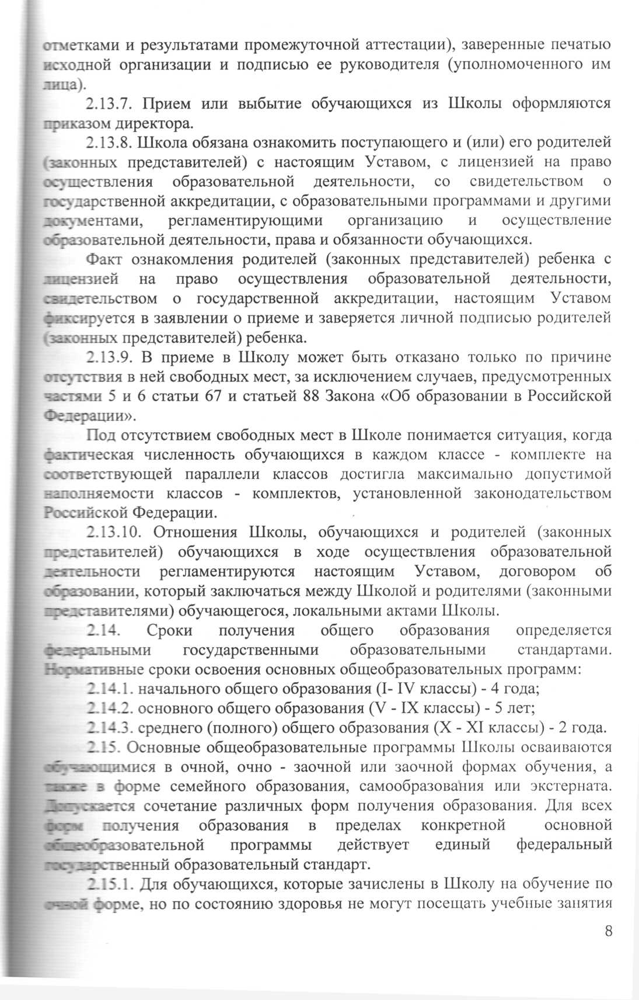 отметками и результатами промежуточной аттестации), заверенные печатью
исходной организации и подписью ее руководителя (уполномоченного им
лица).
2.13.7. Прием или выбытие обучающихся из Школы оформляются
приказом директора.
2.13.8. Школа обязана ознакомить поступающего и (или) его родителей
(законных представителей) с настоящим Уставом, с лицензией на право
осуществления образовательной деятельности, со свидетельством о
государственной аккредитации, с образовательными программами и другими
документами, регламентирующими организацию и осуществление
образовательной деятельности, права и обязанности обучающихся.
Факт ознакомления родителей (законных представителей) ребенка с
лицензией на право осуществления образовательной деятельности,
свидетельством о государственной аккредитации, настоящим Уставом
фиксируется в заявлении о приеме и заверяется личной подписью родителей
(законных представителей) ребенка.
2.13.9. В приеме в Школу может быть отказано только по причине
отсутствия в ней свободных мест, за исключением случаев, предусмотренных
частями 5 и 6 статьи 67 и статьей 88 Закона «Об образовании в Российской
Федерации».
Под отсутствием свободных мест в Школе понимается ситуация, когда
фактическая численность обучающихся в каждом классе - комплекте на
соответствующей параллели классов достигла максимально допустимой
наполняемости классов - комплектов, установленной законодательством
Российской Федерации.
2.13.10. Отношения Школы, обучающихся и родителей (законных
представителей) обучающихся в ходе осуществления образовательной
деятельности регламентируются настоящим Уставом, договором об
образовании, который заключаться между Школой и родителями (законными
представителями) обучающегося, локальными актами Школы.
2.14. Сроки получения общего образования определяется
федеральными государственными образовательными стандартами.
Нормативные сроки освоения основных общеобразовательных программ:
2.14.1. начального общего образования (I- IV классы) - 4 года;
2.14.2. основного общего образования (V - IX классы) - 5 лет;
2.14.3. среднего (полного) общего образования (X - XI классы) - 2 года.
2.15. Основные общеобразовательные программы Школы осваиваются
обучающимися в очной, очно - заочной или заочной формах обучения, а
также в форме семейного образования, самообразования или экстерната.
Допускается сочетание различных форм получения образования. Для всех
форм получения образования в пределах конкретной основной
общеобразовательной программы действует единый федеральный
государственный образовательный стандарт.
2.15.1. Для обучающихся, которые зачислены в Школу на обучение по
очной форме, но по состоянию здоровья не могут посещать учебные занятия
8